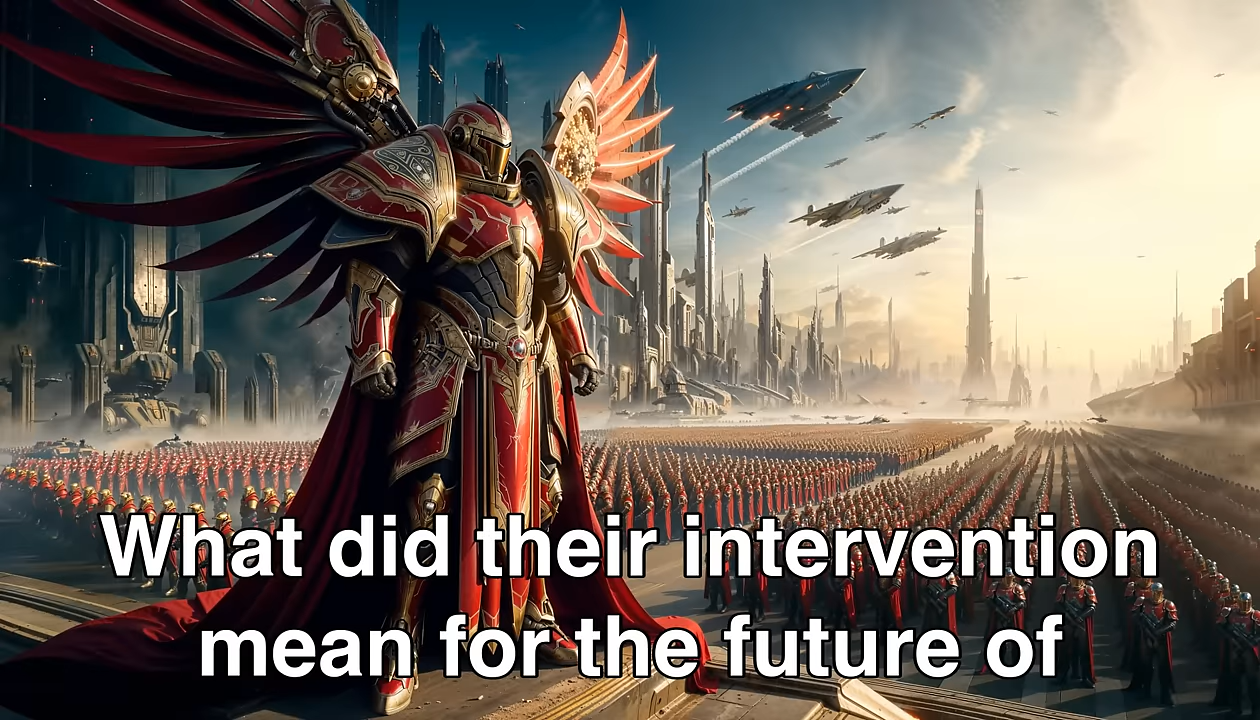 What did their intervention
mean for the future of